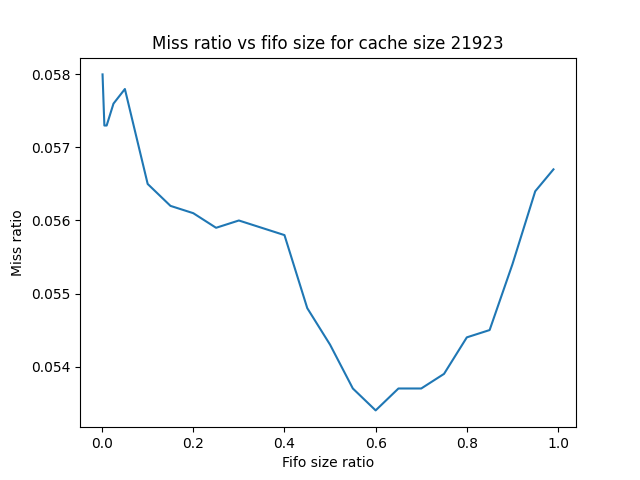 Miss ratio vs fifo size for cache size 21923
0.058
0.057
0.056
0.055
0.054
Miss ratio
0.0 0.2 0.4 0.6 0.8 1.0
Fifo size ratio